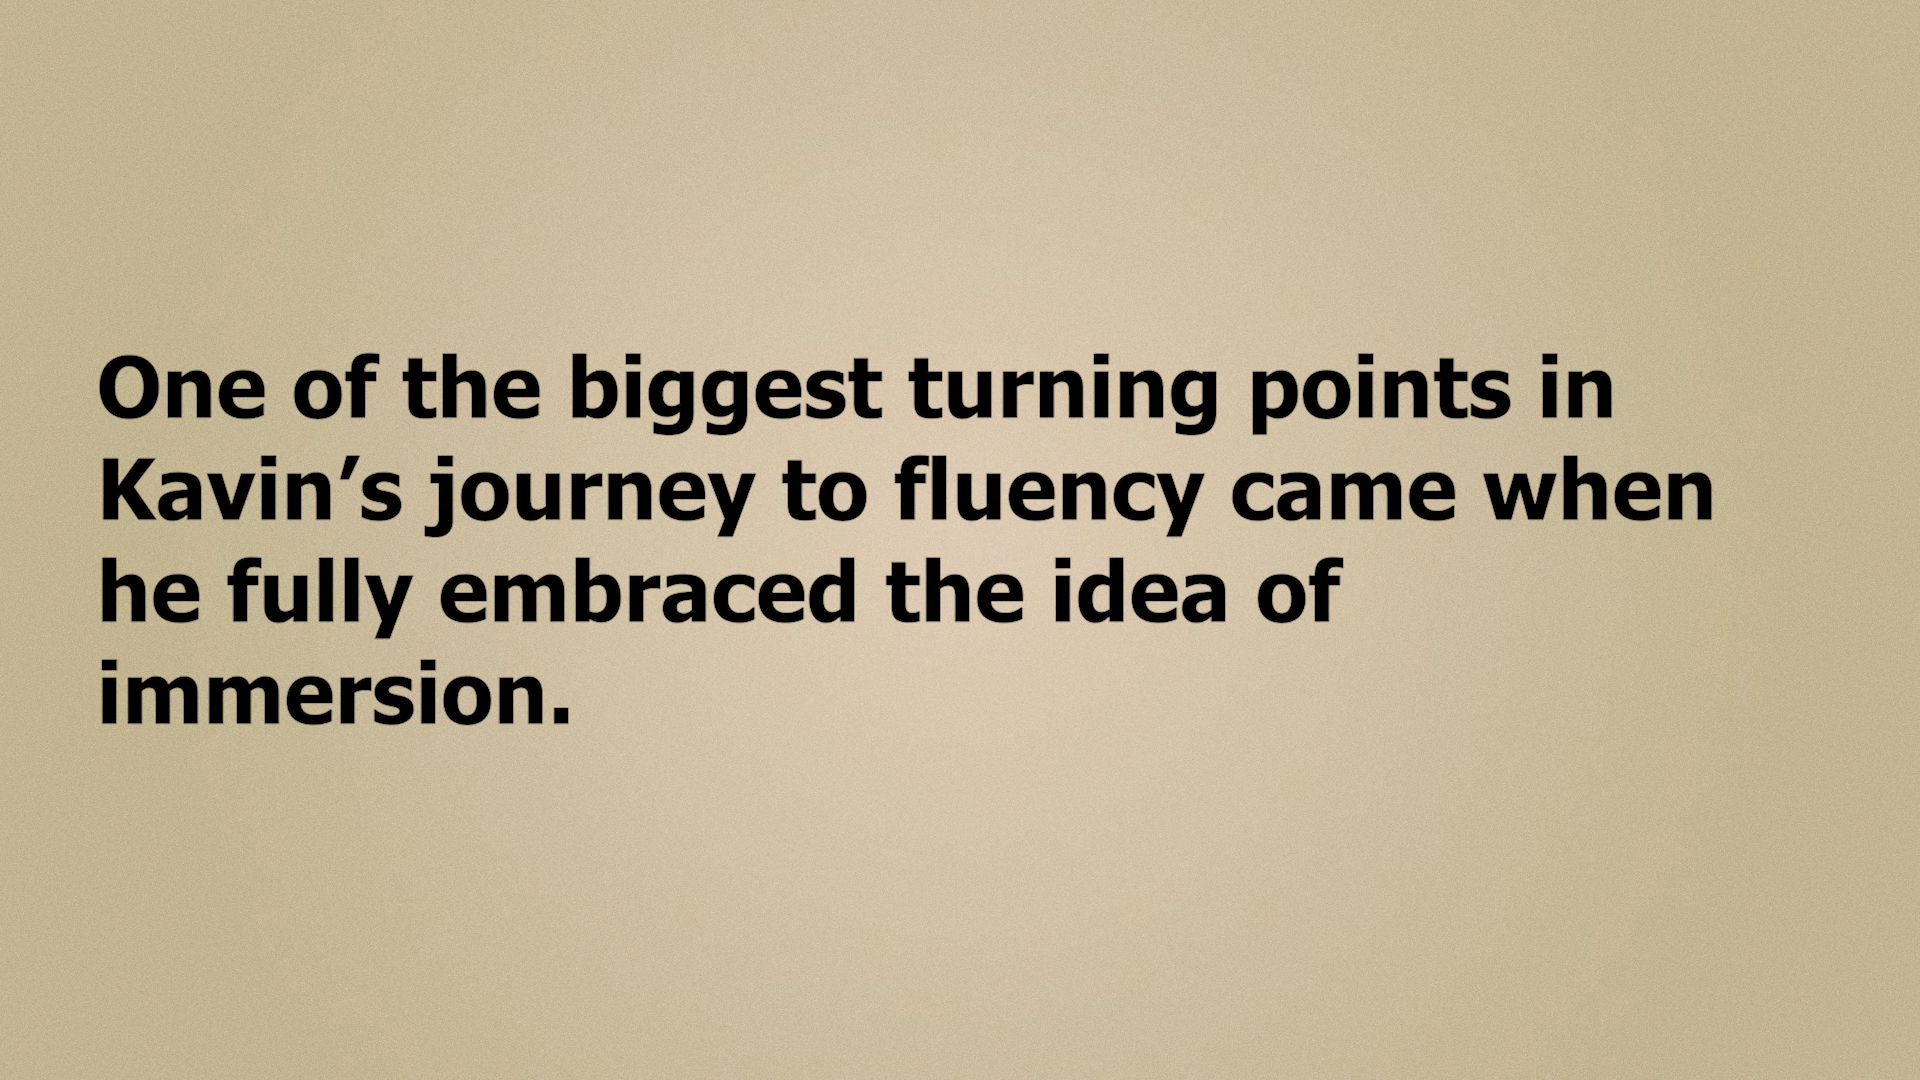 One of the biggest turning points in
Kavin’s journey to fluency came when
he fully embraced the idea of
immersion.